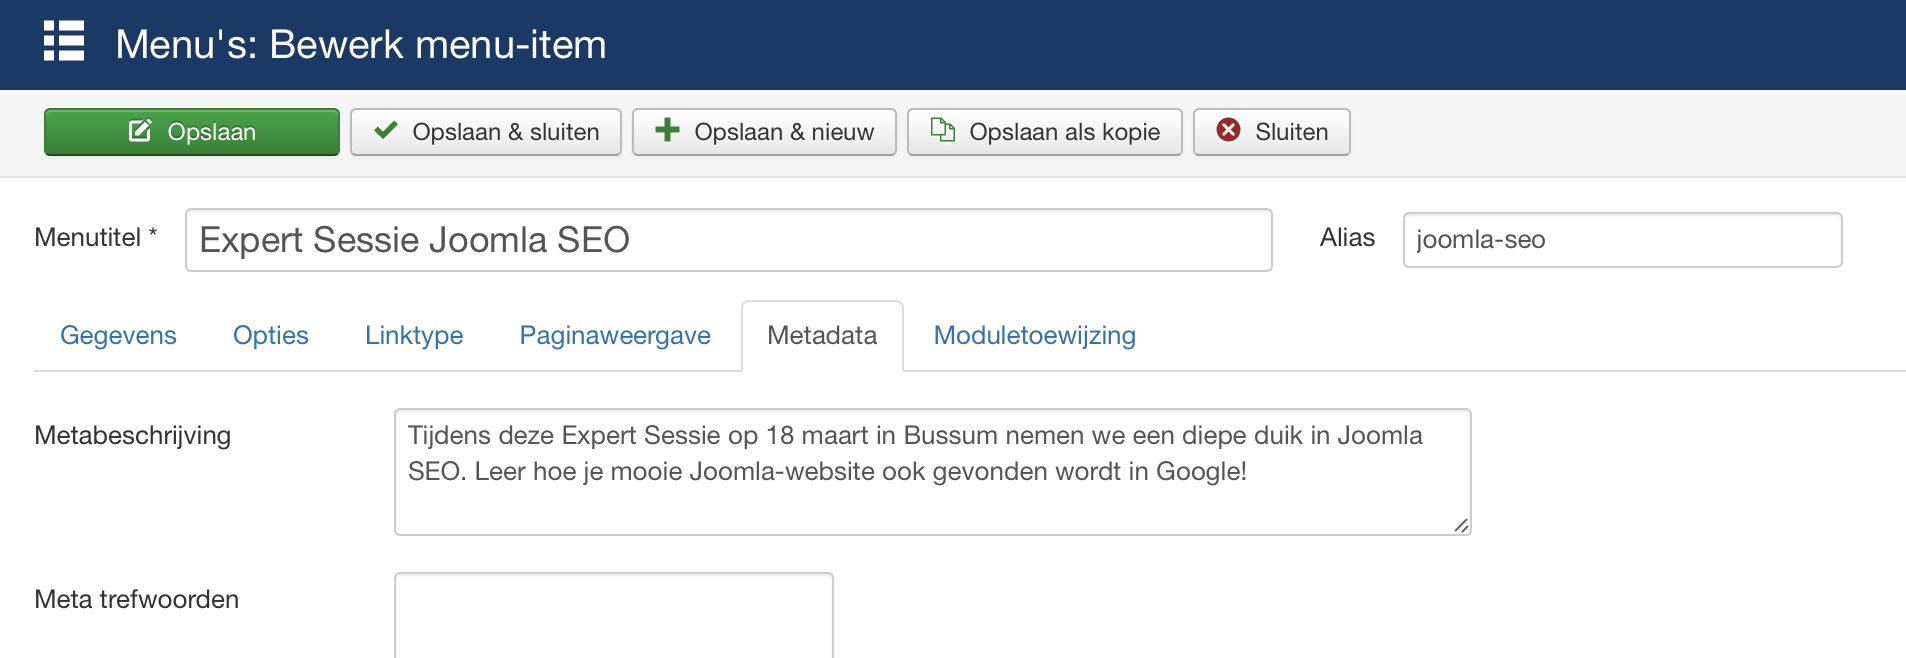 Menu's: Bewerk menu-item
Opslaan
Opslaan & sluiten
Opslaan & nieuw
Opslaan als kopie
Sluiten
Menutitel *
Expert Sessie Joomla SEO
Alias
joomla-seo
Gegevens
Opties
Linktype
Paginaweergave
Metadata
Moduletoewijzing
Metabeschrijving
Tijdens deze Expert Sessie op 18 maart in Bussum nemen we een diepe duik in Joomla
SEO. Leer hoe je mooie Joomla-website ook gevonden wordt in Google!
Meta trefwoorden